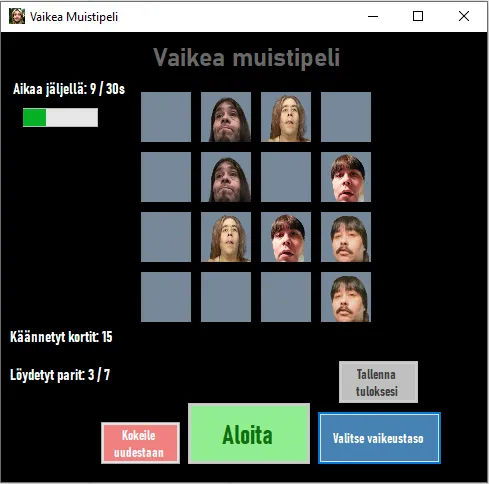 Vaikea Muistipeli
Vaikea muistipeli
Aikaa jäljellä: 9 / 30s
Käännetyt kortit: 15
Löydetyt parit: 3 / 7
Tallenna
tuloksesi
Kokeile
uudestaan
Aloita
Valitse vaikeustaso